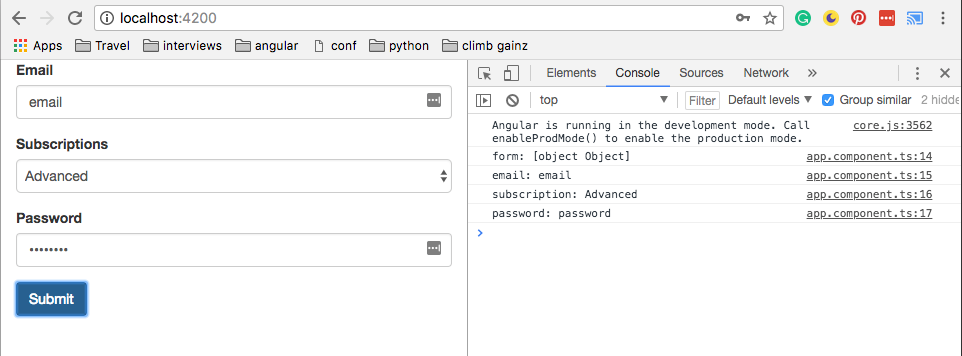 localhost:4200
Apps Travel interviews angular conf python climb gainz
Email
email
Subscriptions
Advanced
Password
••••••••
Submit
Elements Console Sources Network »
top Filter Default levels Group similar 2 hidde
Angular is running in the development mode. Call core.js:3562
enableProdMode() to enable the production mode.
form: [object Object] app.component.ts:14
email: email app.component.ts:15
subscription: Advanced app.component.ts:16
password: password app.component.ts:17
>